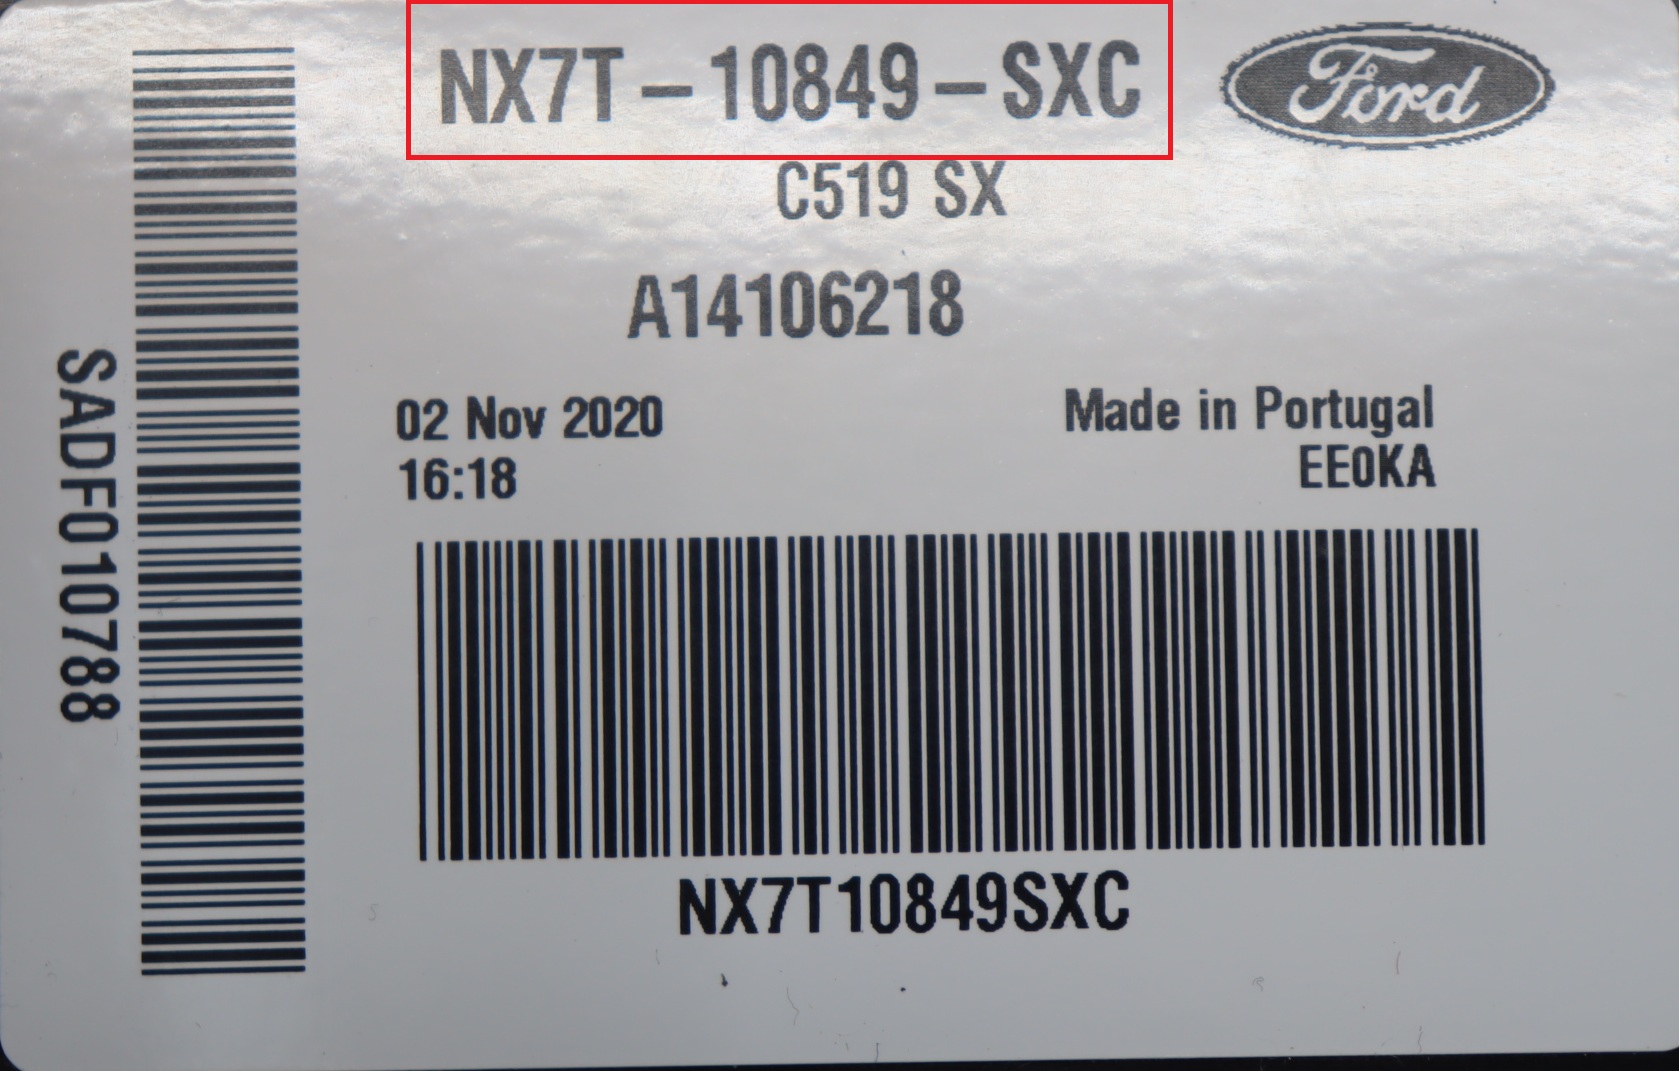 NX7T-10849-SXC
Ford
C519 SX
A14106218
02 Nov 2020
Made in Portugal
16:18
EE0KA
SADF010788
NX7T10849SXC